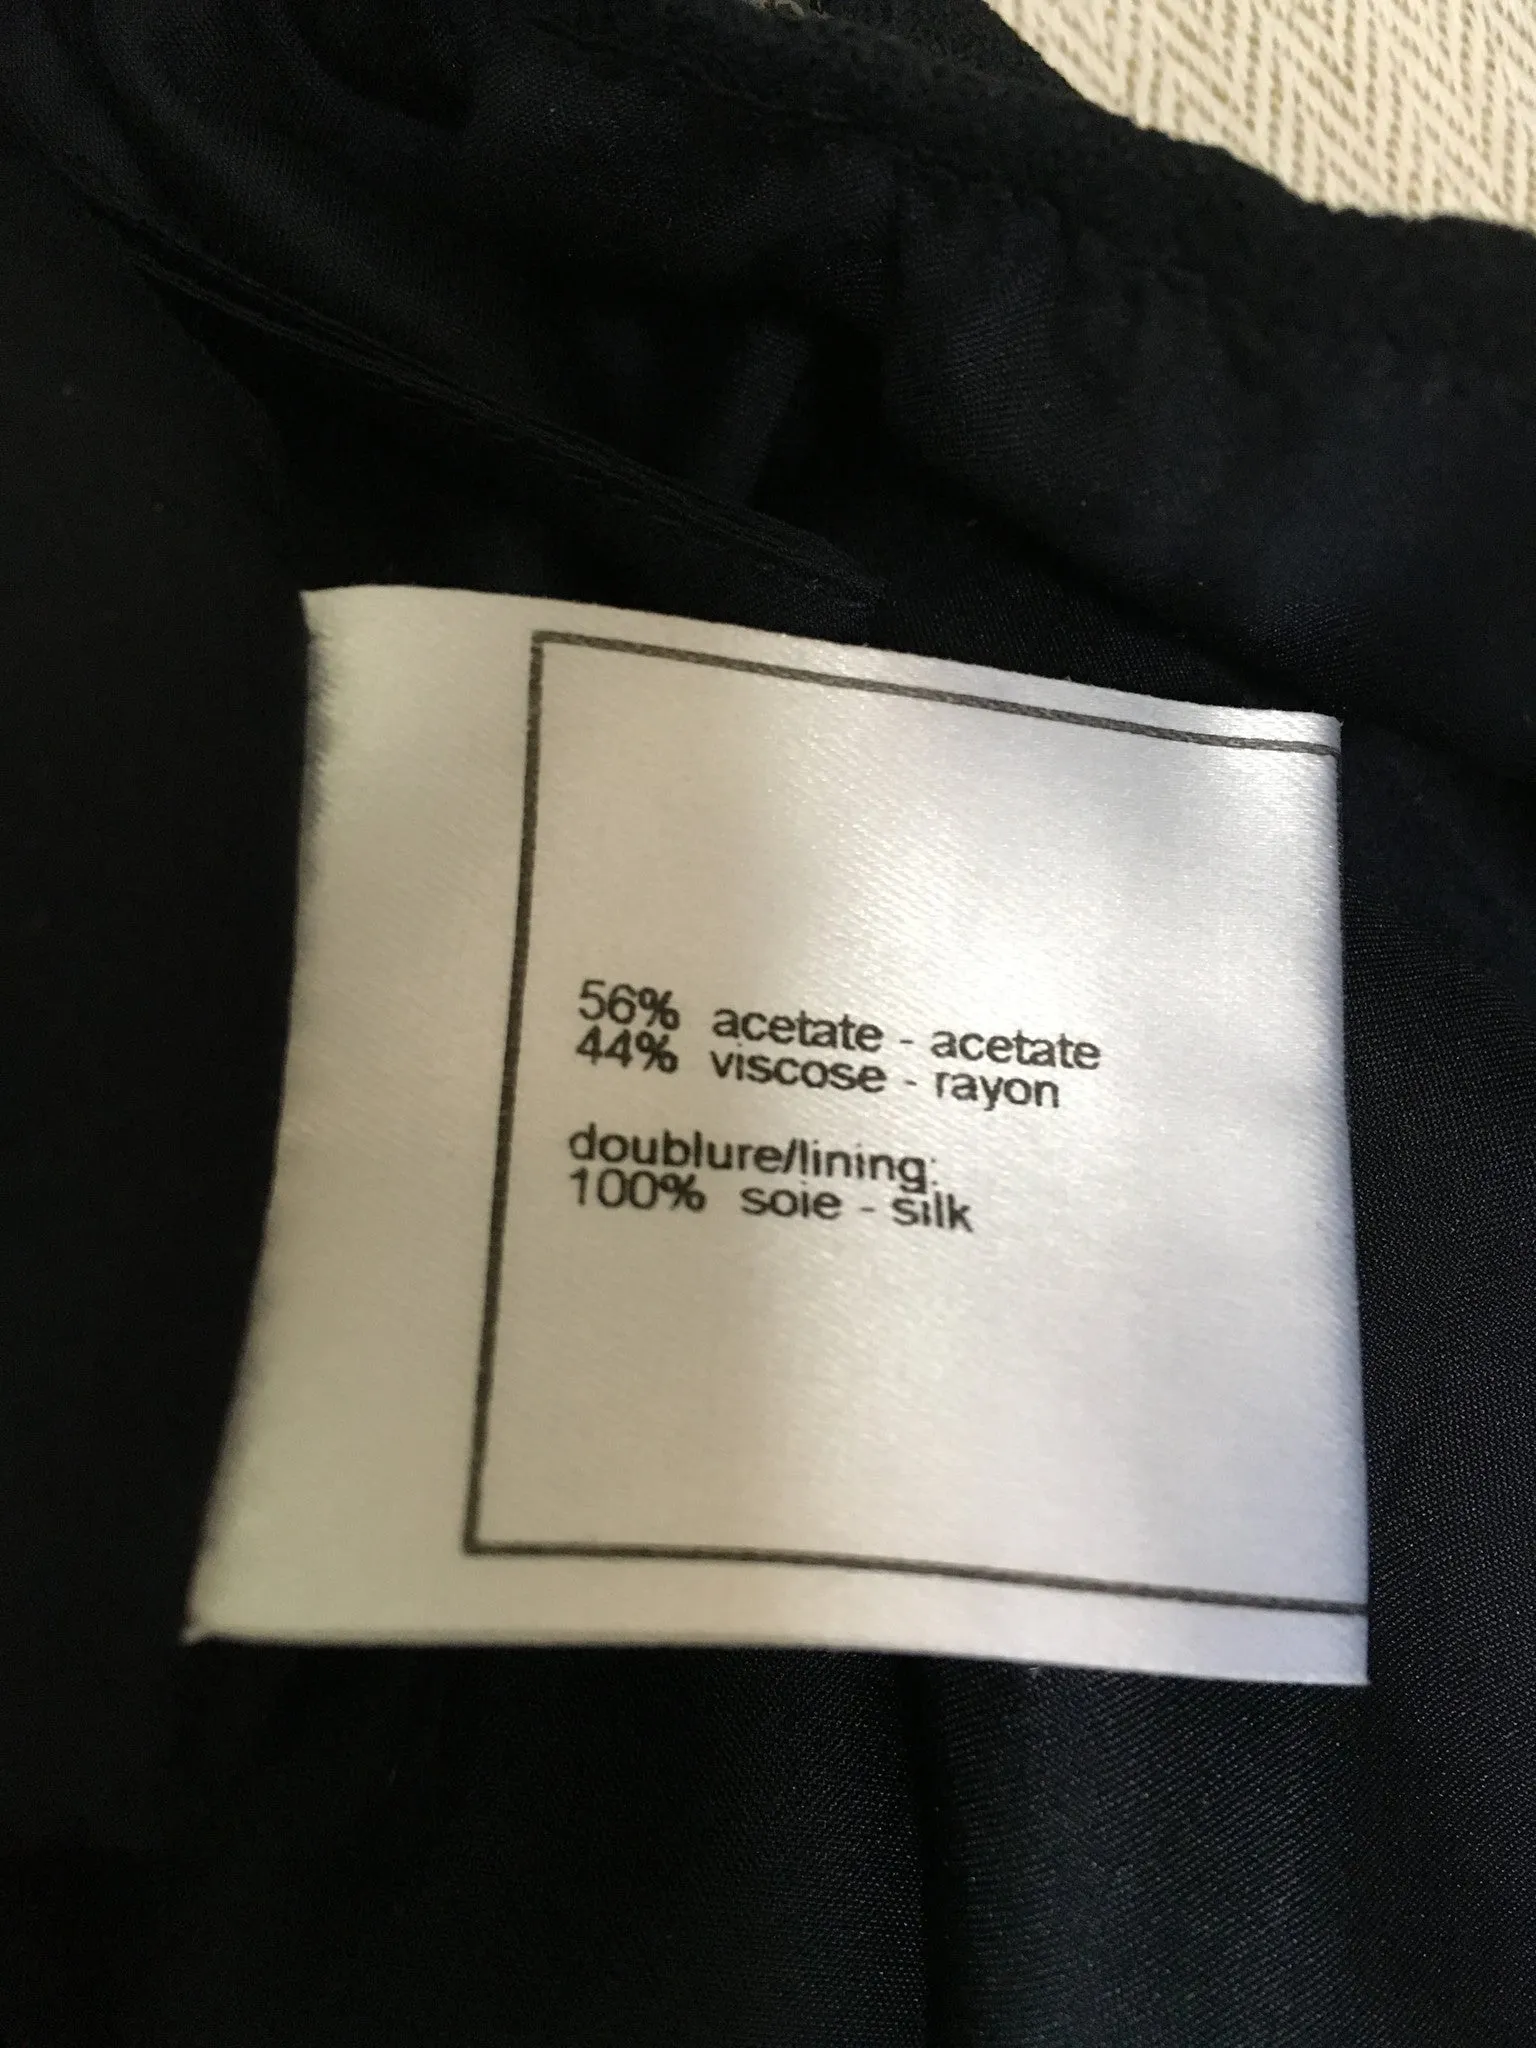 56% acetate - acetate
44% viscose - rayon
doublure/lining:
100% soie - silk